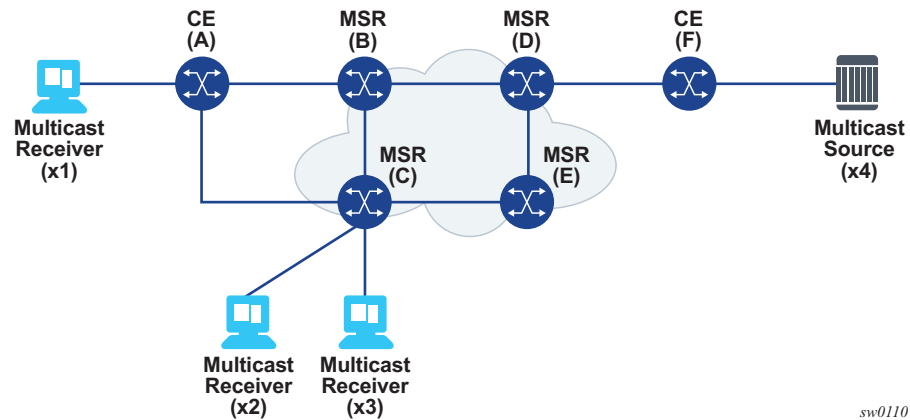 CE
(A)
MSR
(B)
MSR
(D)
CE
(F)
Multicast
Receiver
(x1)
Multicast
Source
(x4)
MSR
(C)
MSR
(E)
Multicast
Receiver
(x2)
Multicast
Receiver
(x3)
sw0110